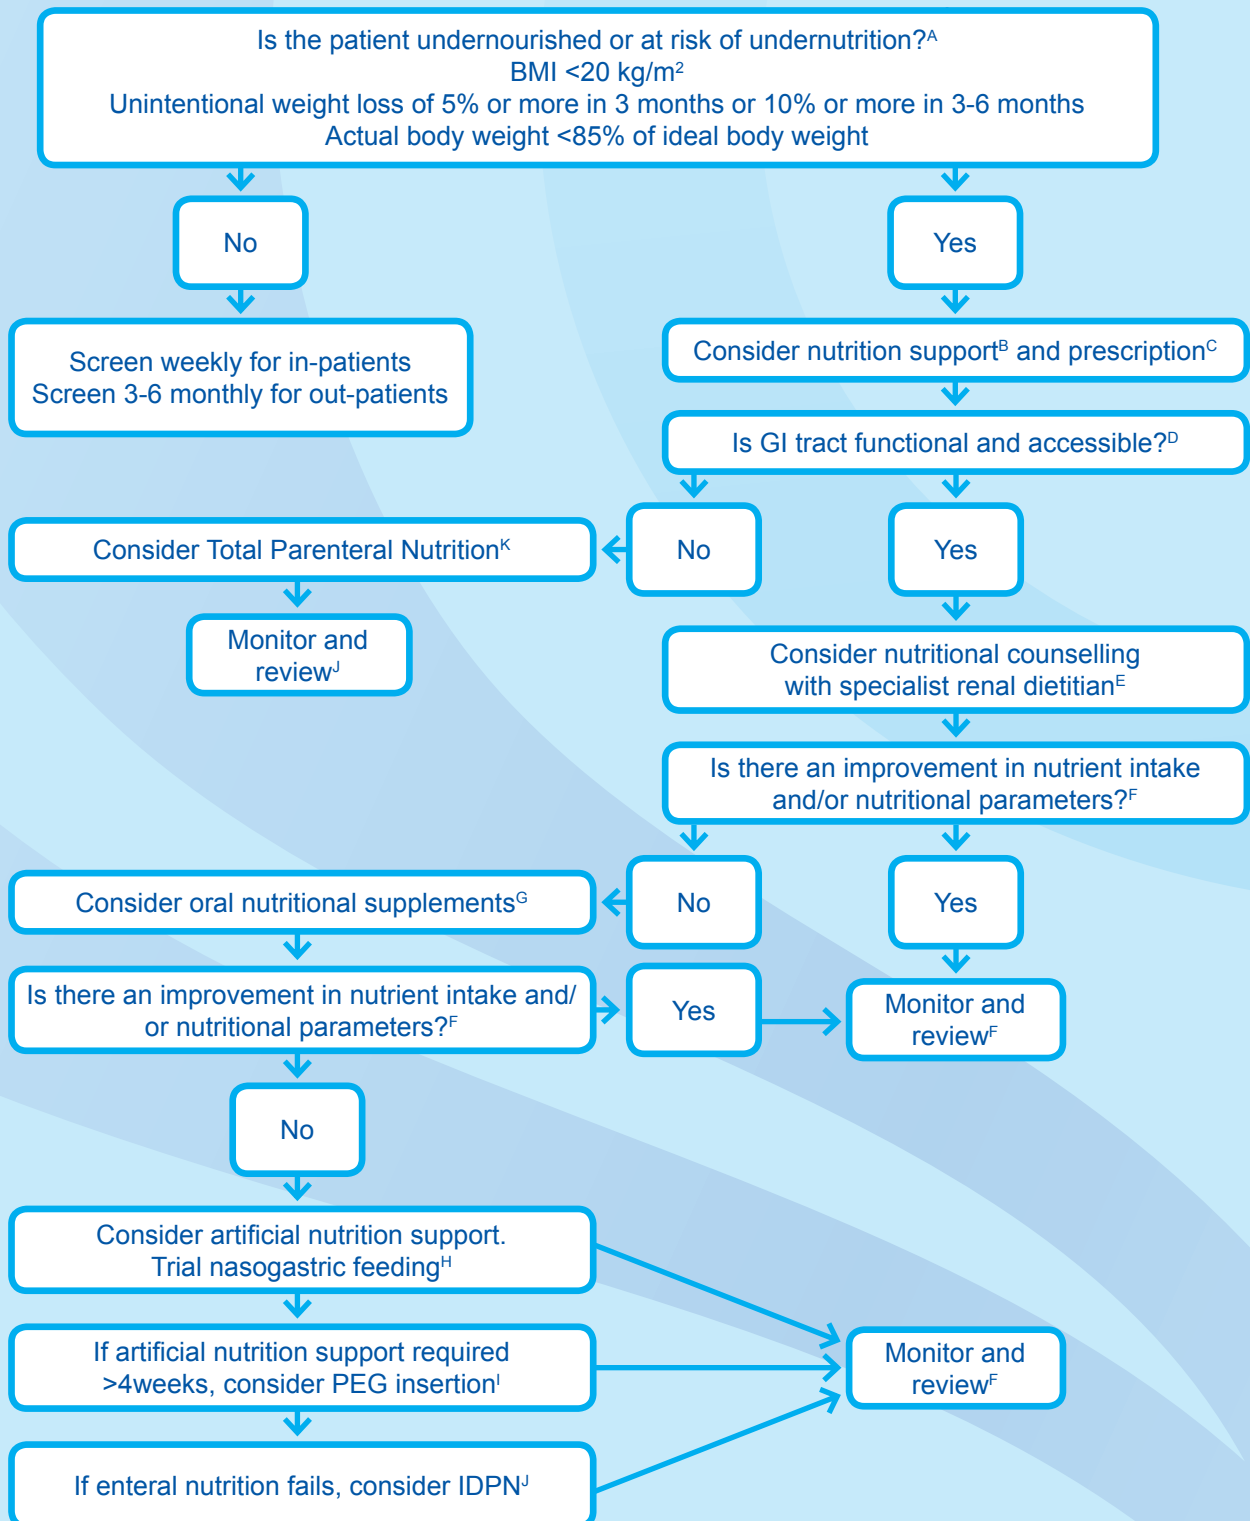 Is the patient undernourished or at risk of undernutrition?ᴬ
BMI <20 kg/m²
Unintentional weight loss of 5% or more in 3 months or 10% or more in 3-6 months
Actual body weight <85% of ideal body weight
No
Yes
Screen weekly for in-patients
Screen 3-6 monthly for out-patients
Consider nutrition supportᴮ and prescriptionᶜ
Is GI tract functional and accessible?ᴰ
Consider Total Parenteral Nutritionᴷ
No
Yes
Monitor and
reviewᴶ
Consider nutritional counselling
with specialist renal dietitianᴱ
Is there an improvement in nutrient intake
and/or nutritional parameters?ꟳ
Consider oral nutritional supplementsᴳ
No
Yes
Is there an improvement in nutrient intake and/
or nutritional parameters?ꟳ
Yes
Monitor and
reviewꟳ
No
Consider artificial nutrition support.
Trial nasogastric feedingᴴ
If artificial nutrition support required
>4weeks, consider PEG insertionᴵ
Monitor and
reviewꟳ
If enteral nutrition fails, consider IDPNᴶ